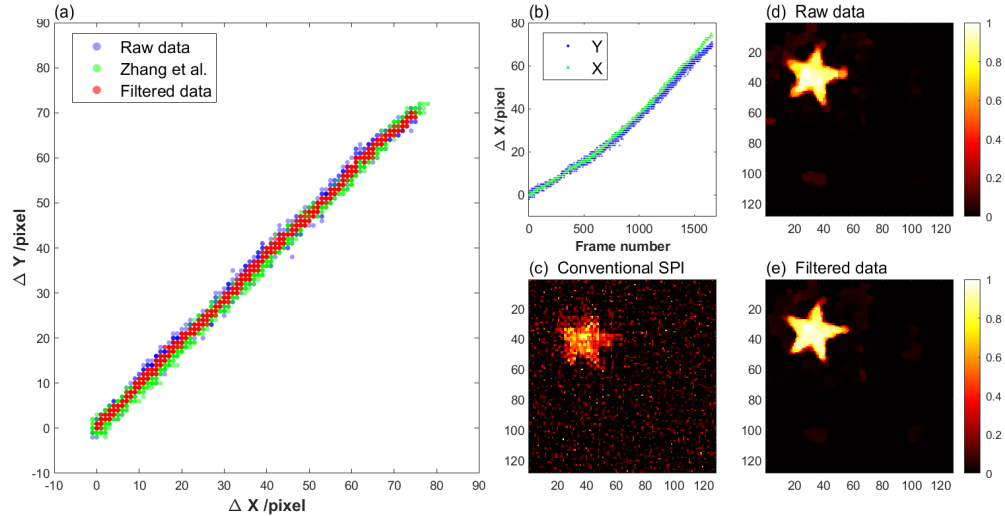 (a)
Raw data
Zhang et al.
Filtered data
90
80
70
60
50
40
30
20
10
0
-10
△ Y /pixel
-10 0 10 20 30 40 50 60 70 80 90
△ X /pixel
(b)
Y
X
80
60
40
20
0
△ X /pixel
0 500 1000 1500
Frame number
(c) Conventional SPI
20
40
60
80
100
120
20 40 60 80 100 120
(d) Raw data
20
40
60
80
100
120
20 40 60 80 100 120
1
0.8
0.6
0.4
0.2
0
(e) Filtered data
20
40
60
80
100
120
20 40 60 80 100 120
1
0.8
0.6
0.4
0.2
0